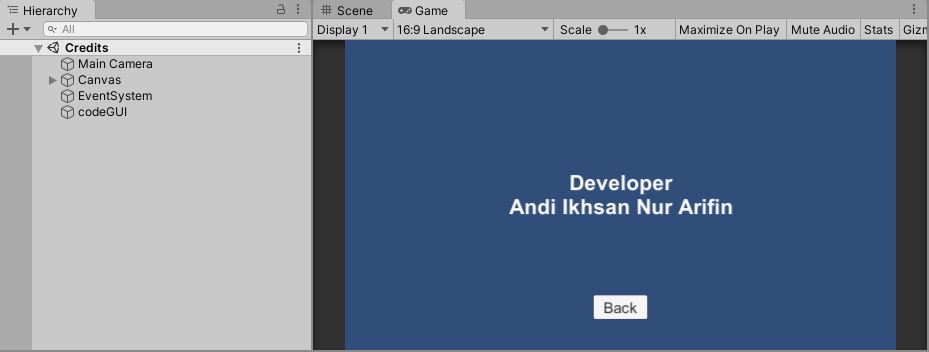 Hierarchy
All
Credits
Main Camera
Canvas
EventSystem
codeGUI
Scene
Game
Display 1
16:9 Landscape
Scale 1x
Maximize On Play
Mute Audio
Stats
Gizm
Developer
Andi Ikhsan Nur Arifin
Back